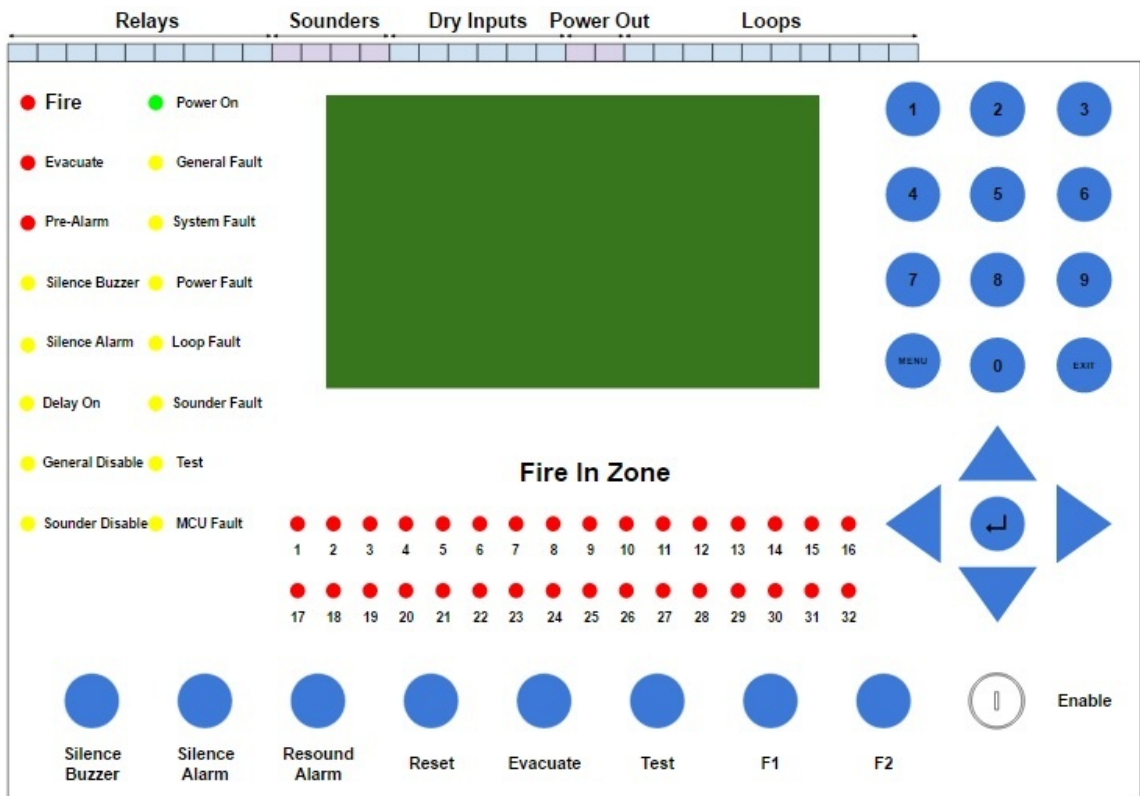 Relays Sounders Dry Inputs Power Out Loops
Fire Power On
Evacuate General Fault
Pre-Alarm System Fault
Silence Buzzer Power Fault
Silence Alarm Loop Fault
Delay On Sounder Fault
General Disable Test
Sounder Disable MCU Fault
1 2 3
4 5 6
7 8 9
MENU 0 EXIT
Fire In Zone
1 2 3 4 5 6 7 8 9 10 11 12 13 14 15 16
17 18 19 20 21 22 23 24 25 26 27 28 29 30 31 32
Silence Buzzer
Silence Alarm
Resound Alarm
Reset
Evacuate
Test
F1
F2
Enable